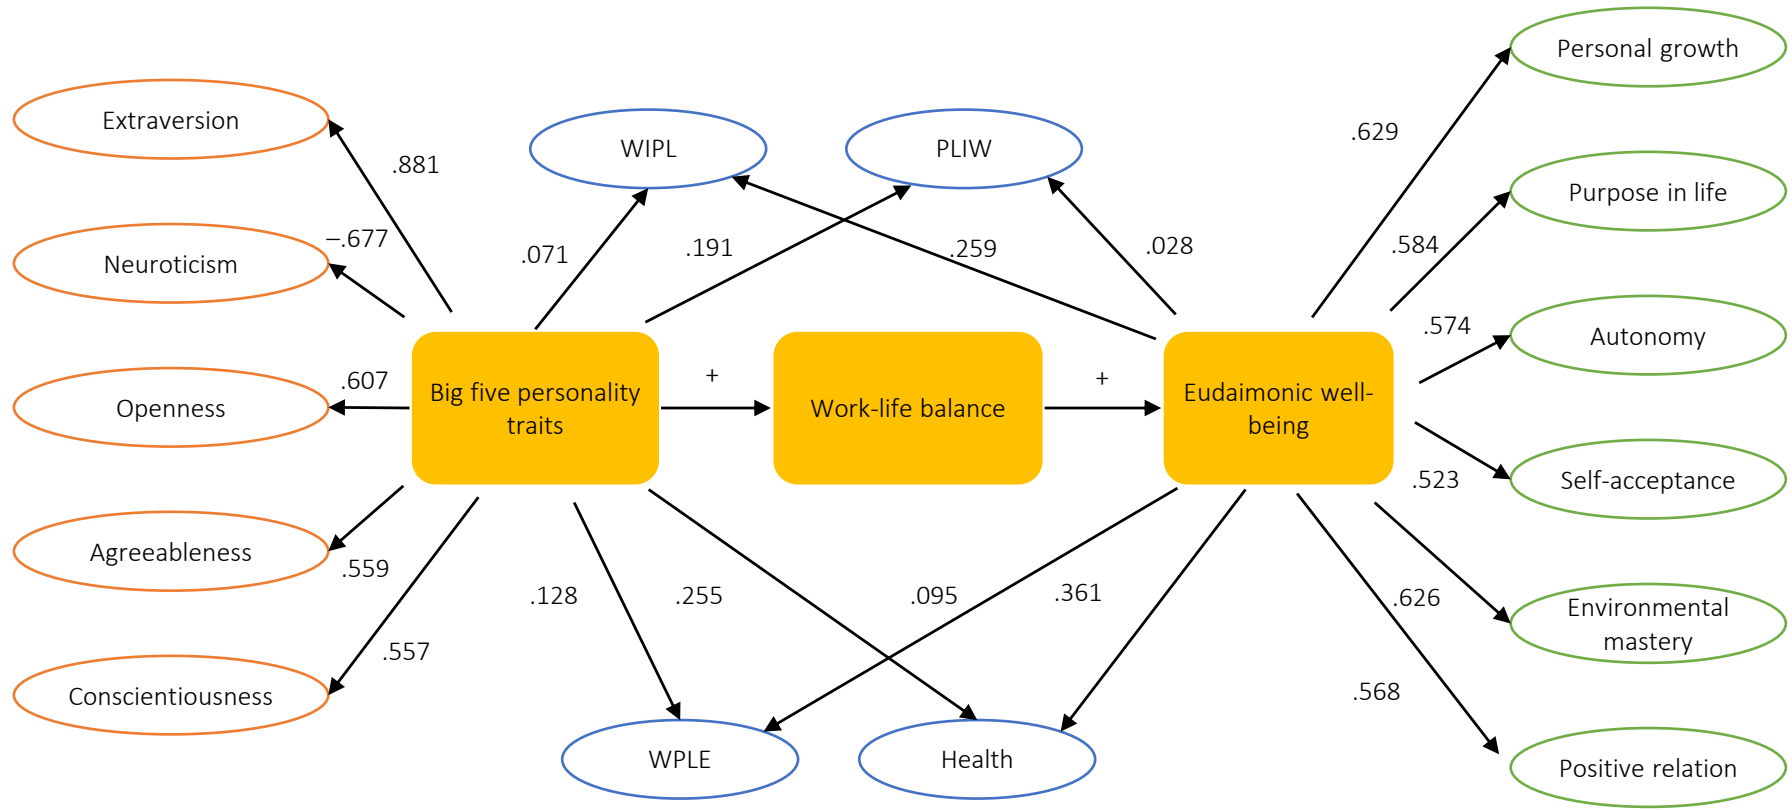 Personal growth
Extraversion
.629
WIPL
PLIW
.881
Purpose in life
–.677
.071
.191
.259
.028
.584
Neuroticism
.574
Autonomy
.607
+
+
Openness
Big five personality
traits
Work-life balance
Eudaimonic well-
being
.523
Self-acceptance
Agreeableness
.559
.128
.255
.095
.361
.626
Environmental
mastery
.557
Conscientiousness
.568
WPLE
Health
Positive relation